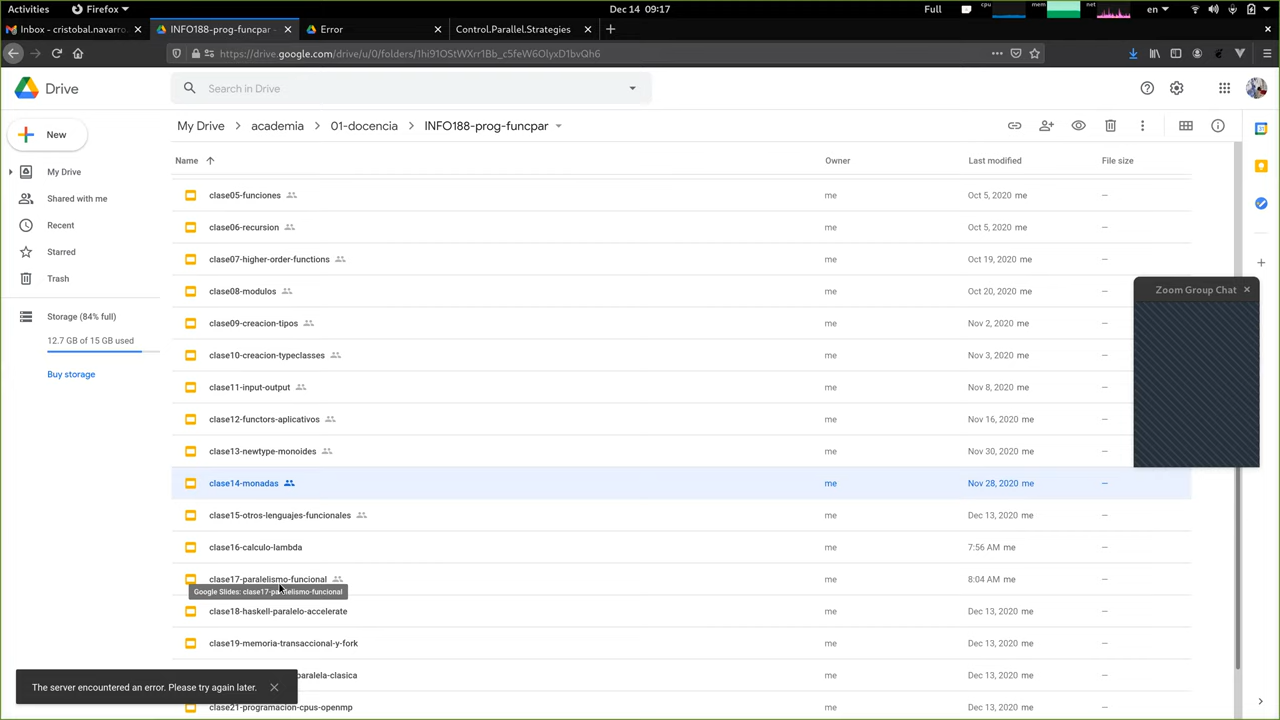 Activities
Firefox
Dec 14 09:17
Full
cpu
mem
net
en
Inbox - cristobal.navarro.
INFO188-prog-funcpar -
Error
Control.Parallel.Strategies
https://drive.google.com/drive/u/0/folders/1hi91OStWXrr1Bb_c5feW6OlyxD1bvQh6
Drive
Search in Drive
New
My Drive
Shared with me
Recent
Starred
Trash
Storage (84% full)
12.7 GB of 15 GB used
Buy storage
My Drive > academia > 01-docencia > INFO188-prog-funcpar
Name Owner Last modified File size
clase05-funciones me Oct 5, 2020 me –
clase06-recursion me Oct 5, 2020 me –
clase07-higher-order-functions me Oct 19, 2020 me –
clase08-modulos me Oct 20, 2020 me –
clase09-creacion-tipos me Nov 2, 2020 me –
clase10-creacion-typeclasses me Nov 3, 2020 me –
clase11-input-output me Nov 8, 2020 me –
clase12-functors-aplicativos me Nov 16, 2020 me –
clase13-newtype-monoides me Nov 30, 2020 me –
clase14-monadas me Nov 28, 2020 me –
clase15-otros-lenguajes-funcionales me Dec 13, 2020 me –
clase16-calculo-lambda me 7:56 AM me –
clase17-paralelismo-funcional me 8:04 AM me –
Google Slides: clase17-paralelismo-funcional
clase18-haskell-paralelo-accelerate me Dec 13, 2020 me –
clase19-memoria-transaccional-y-fork me Dec 13, 2020 me –
paralela-clasica me Dec 13, 2020 me –
clase21-programacion-cpus-openmp me Dec 13, 2020 me –
The server encountered an error. Please try again later.
Zoom Group Chat